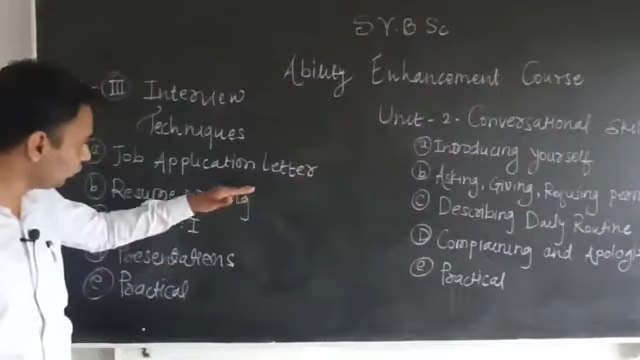 S.Y.B Sc
Ability Enhancement Course
III Interview
Techniques
a Job Application Letter
b Resume
I
Presentations
e Practical
Unit-2- Conversational
a Introducing yourself
b Asking, Giving, Refusing
c Describing Daily Routine
D Complaining and
e Practical